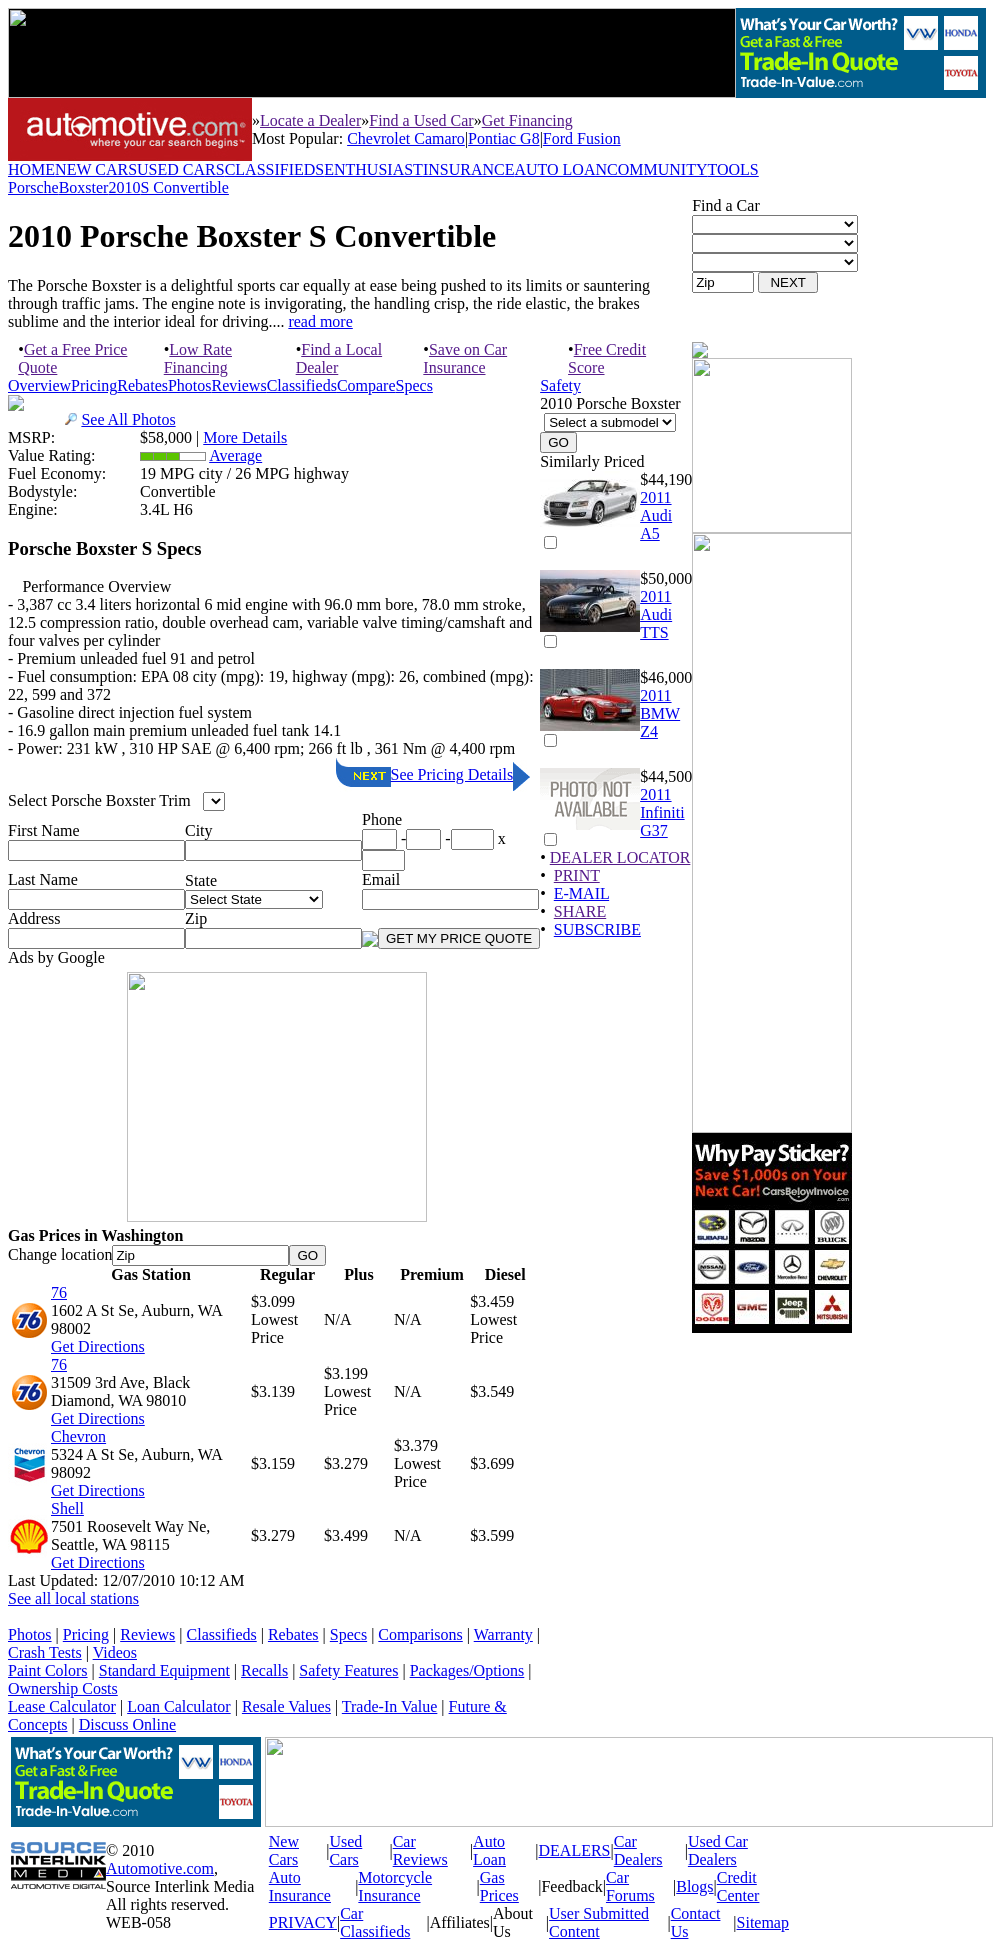 What's Your Car Worth?
Get a Fast & Free
Trade-In Quote
Trade-In-Value.com
HONDA
TOYOTA
automotive.com
where your car search begins™
»Locate a Dealer»Find a Used Car»Get Financing
Most Popular: Chevrolet Camaro|Pontiac G8|Ford Fusion
HOMENEW CARSUSED CARSCLASSIFIEDSENTHUSIASTINSURANCEAUTO LOANCOMMUNITYTOOLS
PorscheBoxster2010S Convertible
2010 Porsche Boxster S Convertible
The Porsche Boxster is a delightful sports car equally at ease being pushed to its limits or sauntering
through traffic jams. The engine note is invigorating, the handling crisp, the ride elastic, the brakes
sublime and the interior ideal for driving.... read more
Find a Car
Zip
NEXT
•Get a Free Price
Quote
•Low Rate
Financing
•Find a Local
Dealer
•Save on Car
Insurance
•Free Credit
Score
OverviewPricingRebatesPhotosReviewsClassifiedsCompareSpecs
Safety
See All Photos
MSRP: $58,000 | More Details
Value Rating: Average
Fuel Economy: 19 MPG city / 26 MPG highway
Bodystyle: Convertible
Engine: 3.4L H6
Porsche Boxster S Specs
Performance Overview
- 3,387 cc 3.4 liters horizontal 6 mid engine with 96.0 mm bore, 78.0 mm stroke,
12.5 compression ratio, double overhead cam, variable valve timing/camshaft and
four valves per cylinder
- Premium unleaded fuel 91 and petrol
- Fuel consumption: EPA 08 city (mpg): 19, highway (mpg): 26, combined (mpg):
22, 599 and 372
- Gasoline direct injection fuel system
- 16.9 gallon main premium unleaded fuel tank 14.1
- Power: 231 kW , 310 HP SAE @ 6,400 rpm; 266 ft lb , 361 Nm @ 4,400 rpm
NEXT See Pricing Details
Select Porsche Boxster Trim
First Name
City
Phone
- - x
Last Name
State
Select State
Email
Address
Zip
GET MY PRICE QUOTE
Ads by Google
2010 Porsche Boxster
Select a submodel
GO
Similarly Priced
$44,190
2011
Audi
A5
$50,000
2011
Audi
TTS
$46,000
2011
BMW
Z4
PHOTO NOT
AVAILABLE
$44,500
2011
Infiniti
G37
• DEALER LOCATOR
• PRINT
• E-MAIL
• SHARE
• SUBSCRIBE
Why Pay Sticker?
Save $1,000s on Your
Next Car! CarsBelowInvoice
.com
SUBARU
mazda
INFINITI
BUICK
NISSAN
Ford
Mercedes-Benz
CHEVROLET
DODGE
GMC
Jeep
MITSUBISHI
Gas Prices in Washington
Change location Zip GO
Gas Station Regular Plus Premium Diesel
76
76
1602 A St Se, Auburn, WA
98002
Get Directions
$3.099
Lowest
Price
N/A
N/A
$3.459
Lowest
Price
76
76
31509 3rd Ave, Black
Diamond, WA 98010
Get Directions
$3.139
$3.199
Lowest
Price
N/A
$3.549
Chevron
Chevron
5324 A St Se, Auburn, WA
98092
Get Directions
$3.159
$3.279
$3.379
Lowest
Price
$3.699
Shell
7501 Roosevelt Way Ne,
Seattle, WA 98115
Get Directions
$3.279
$3.499
N/A
$3.599
Last Updated: 12/07/2010 10:12 AM
See all local stations
Photos | Pricing | Reviews | Classifieds | Rebates | Specs | Comparisons | Warranty |
Crash Tests | Videos
Paint Colors | Standard Equipment | Recalls | Safety Features | Packages/Options |
Ownership Costs
Lease Calculator | Loan Calculator | Resale Values | Trade-In Value | Future &
Concepts | Discuss Online
What's Your Car Worth?
Get a Fast & Free
Trade-In Quote
Trade-In-Value.com
HONDA
TOYOTA
SOURCE
INTERLINK
MEDIA
AUTOMOTIVE DIGITAL
© 2010
Automotive.com,
Source Interlink Media
All rights reserved.
WEB-058
New
Cars
|Used
Cars
|Car
Reviews
|Auto
Loan
|DEALERS|
Car
Dealers
|Used Car
Dealers
Auto
Insurance
|Motorcycle
Insurance
|Gas
Prices
|Feedback|
Car
Forums
|Blogs|
Credit
Center
PRIVACY|
Car
Classifieds
|Affiliates|
About
Us
|User Submitted
Content
|Contact
Us
|Sitemap